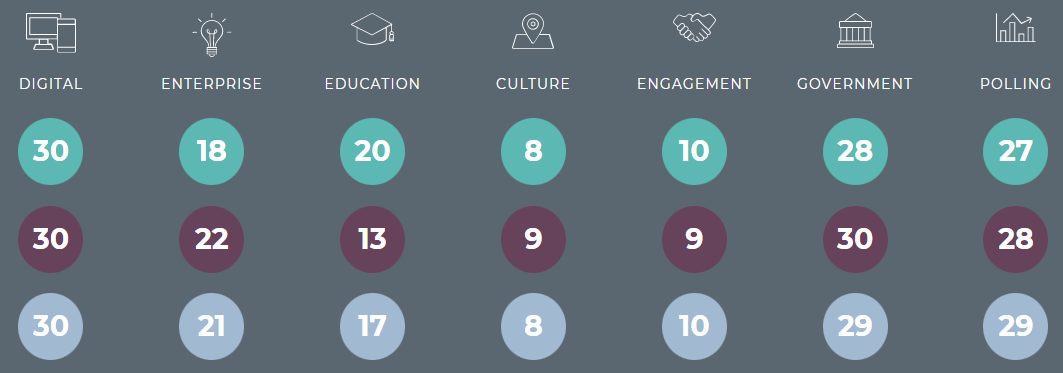 DIGITAL ENTERPRISE EDUCATION CULTURE ENGAGEMENT GOVERNMENT POLLING
30 18 20 8 10 28 27
30 22 13 9 9 30 28
30 21 17 8 10 29 29